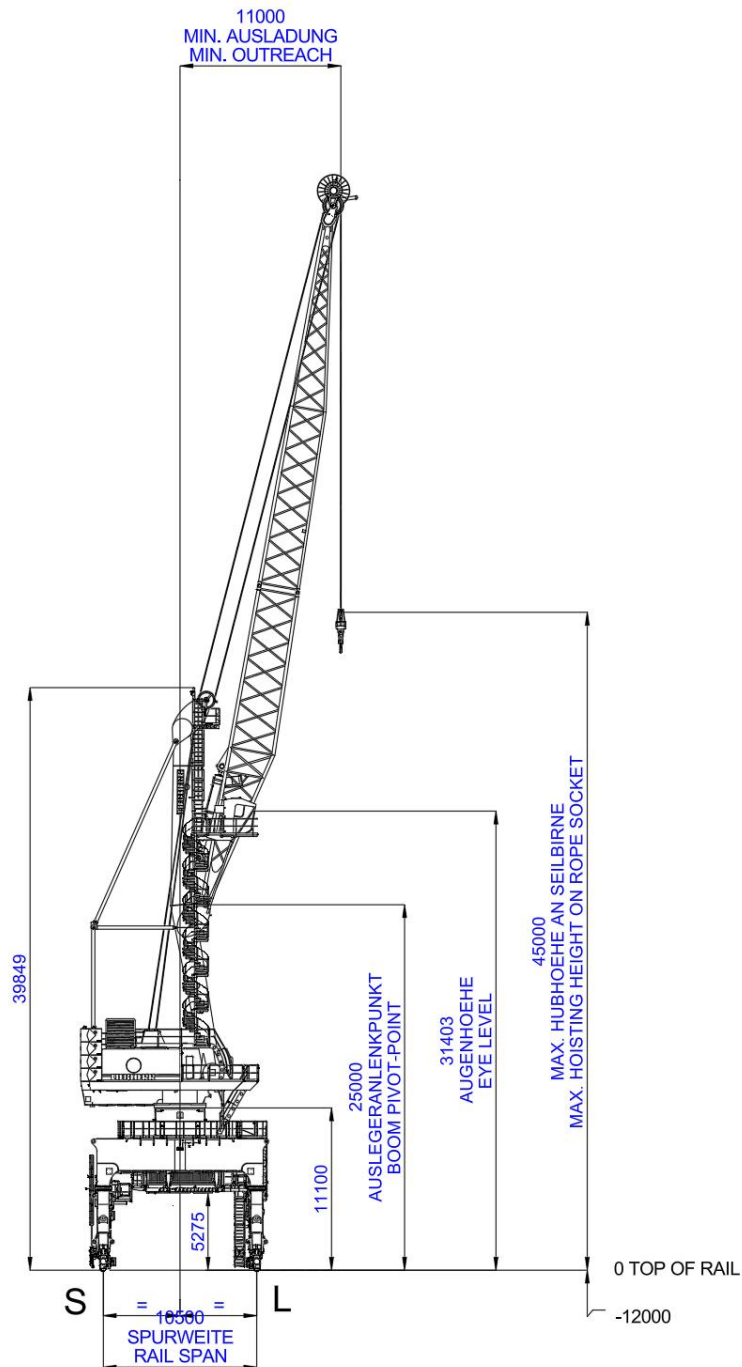 11000
MIN. AUSLADUNG
MIN. OUTREACH
39849
45000
MAX. HUBHOEHE AN SEILBIRNE
MAX. HOISTING HEIGHT ON ROPE SOCKET
31403
AUGENHOEHE
EYE LEVEL
25000
AUSLEGERANLENKPUNKT
BOOM PIVOT-POINT
11100
5275
0 TOP OF RAIL
-12000
S
L
= =
10500
SPURWEITE
RAIL SPAN